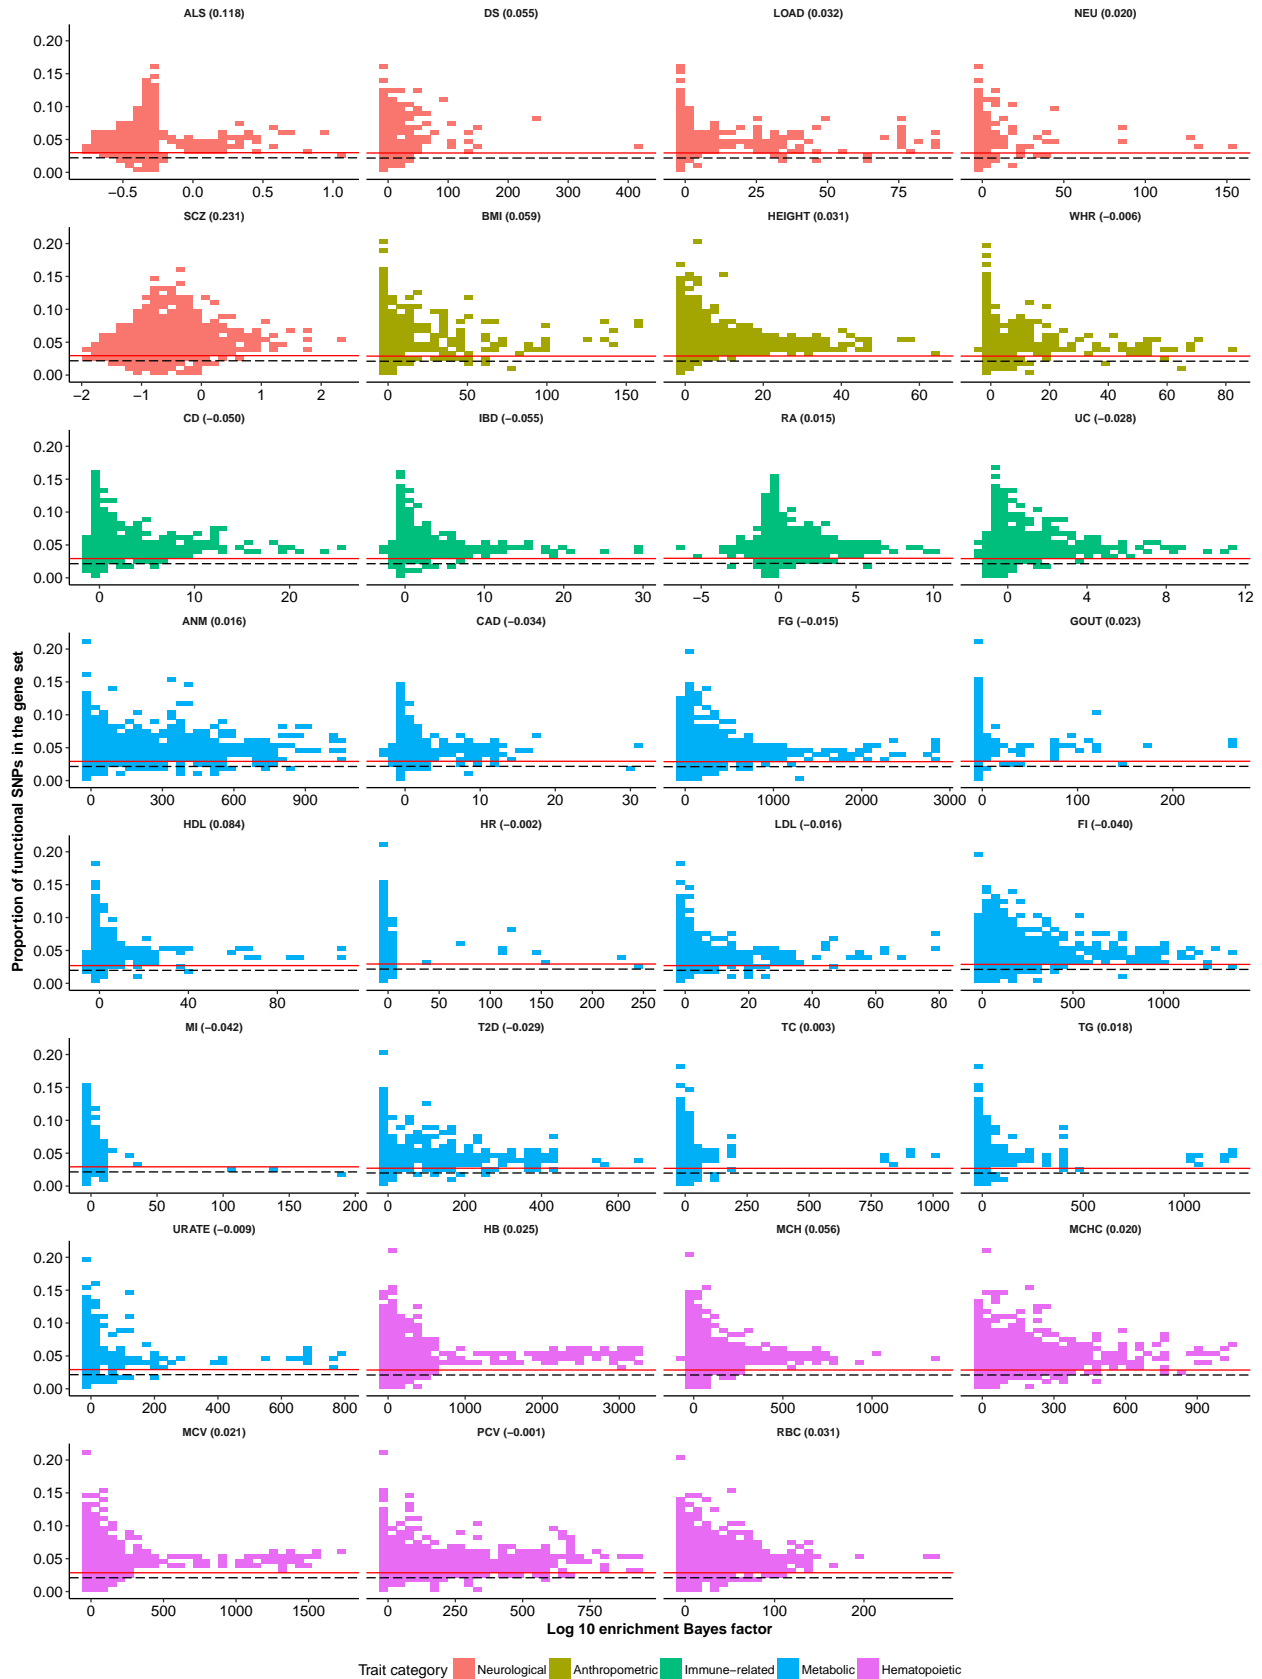 ALS (0.118) DS (0.055) LOAD (0.032) NEU (0.020)
0.20
0.15
0.10
0.05
0.00
−0.5 0.0 0.5 1.0 0 100 200 300 400 0 25 50 75 0 50 100 150
SCZ (0.231) BMI (0.059) HEIGHT (0.031) WHR (−0.006)
0.20
0.15
0.10
0.05
0.00
−2 −1 0 1 2 0 50 100 150 0 20 40 60 0 20 40 60 80
CD (−0.050) IBD (−0.055) RA (0.015) UC (−0.028)
0.20
0.15
0.10
0.05
0.00
0 10 20 0 10 20 30 −5 0 5 10 0 4 8 12
ANM (0.016) CAD (−0.034) FG (−0.015) GOUT (0.023)
0.20
0.15
0.10
0.05
0.00
0 300 600 900 0 10 20 30 0 1000 2000 3000 0 100 200
Proportion of functional SNPs in the gene set
HDL (0.084) HR (−0.002) LDL (−0.016) FI (−0.040)
0.20
0.15
0.10
0.05
0.00
0 40 80 0 50 100 150 200 250 0 20 40 60 80 0 500 1000
MI (−0.042) T2D (−0.029) TC (0.003) TG (0.018)
0.20
0.15
0.10
0.05
0.00
0 50 100 150 200 0 200 400 600 0 250 500 750 1000 0 500 1000
URATE (−0.009) HB (0.025) MCH (0.056) MCHC (0.020)
0.20
0.15
0.10
0.05
0.00
0 200 400 600 800 0 1000 2000 3000 0 500 1000 0 300 600 900
MCV (0.021) PCV (−0.001) RBC (0.031)
0.20
0.15
0.10
0.05
0.00
0 500 1000 1500 0 250 500 750 0 100 200
Log 10 enrichment Bayes factor
Trait category Neurological Anthropometric Immune−related Metabolic Hematopoietic